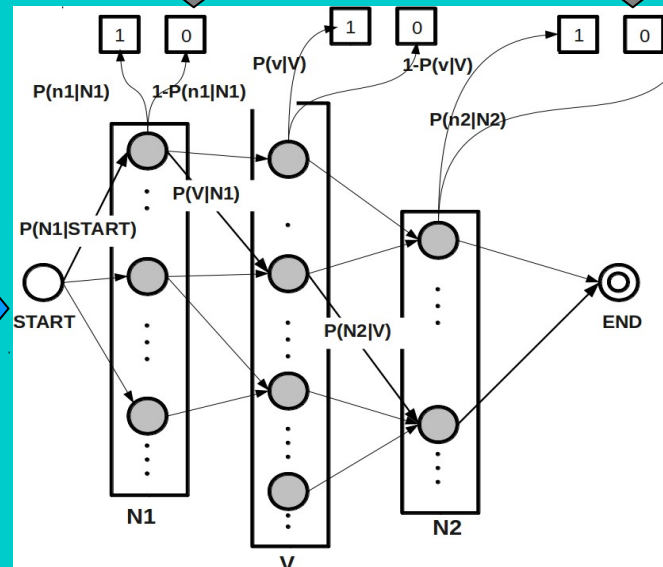 1 0 1 0 1 0
P(n1|N1) 1-P(n1|N1) P(v|V) 1-P(v|V) P(n2|N2)
P(V|N1)
P(N1|START)
START
P(N2|V)
END
N1
V
N2